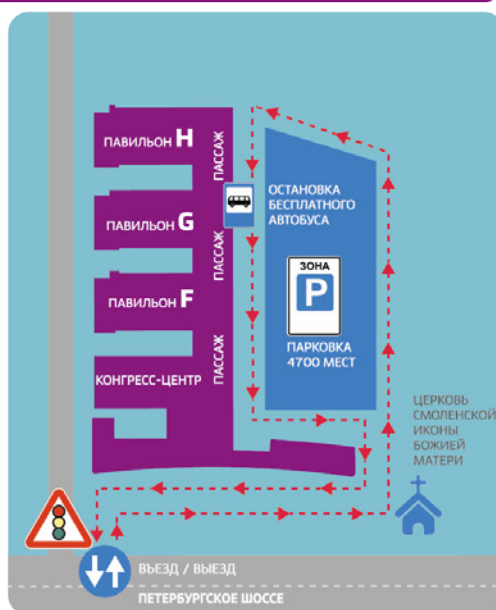 ПАВИЛЬОН H
ПАССАЖ
ОСТАНОВКА
БЕСПЛАТНОГО
АВТОБУСА
ПАВИЛЬОН G
ПАССАЖ
ЗОНА
P
ПАВИЛЬОН F
ПАРКОВКА
4700 МЕСТ
ПАССАЖ
КОНГРЕСС-ЦЕНТР
ЦЕРКОВЬ
СМОЛЕНСКОЙ
ИКОНЫ
БОЖИЕЙ
МАТЕРИ
ВЪЕЗД / ВЫЕЗД
ПЕТЕРБУРГСКОЕ ШОССЕ